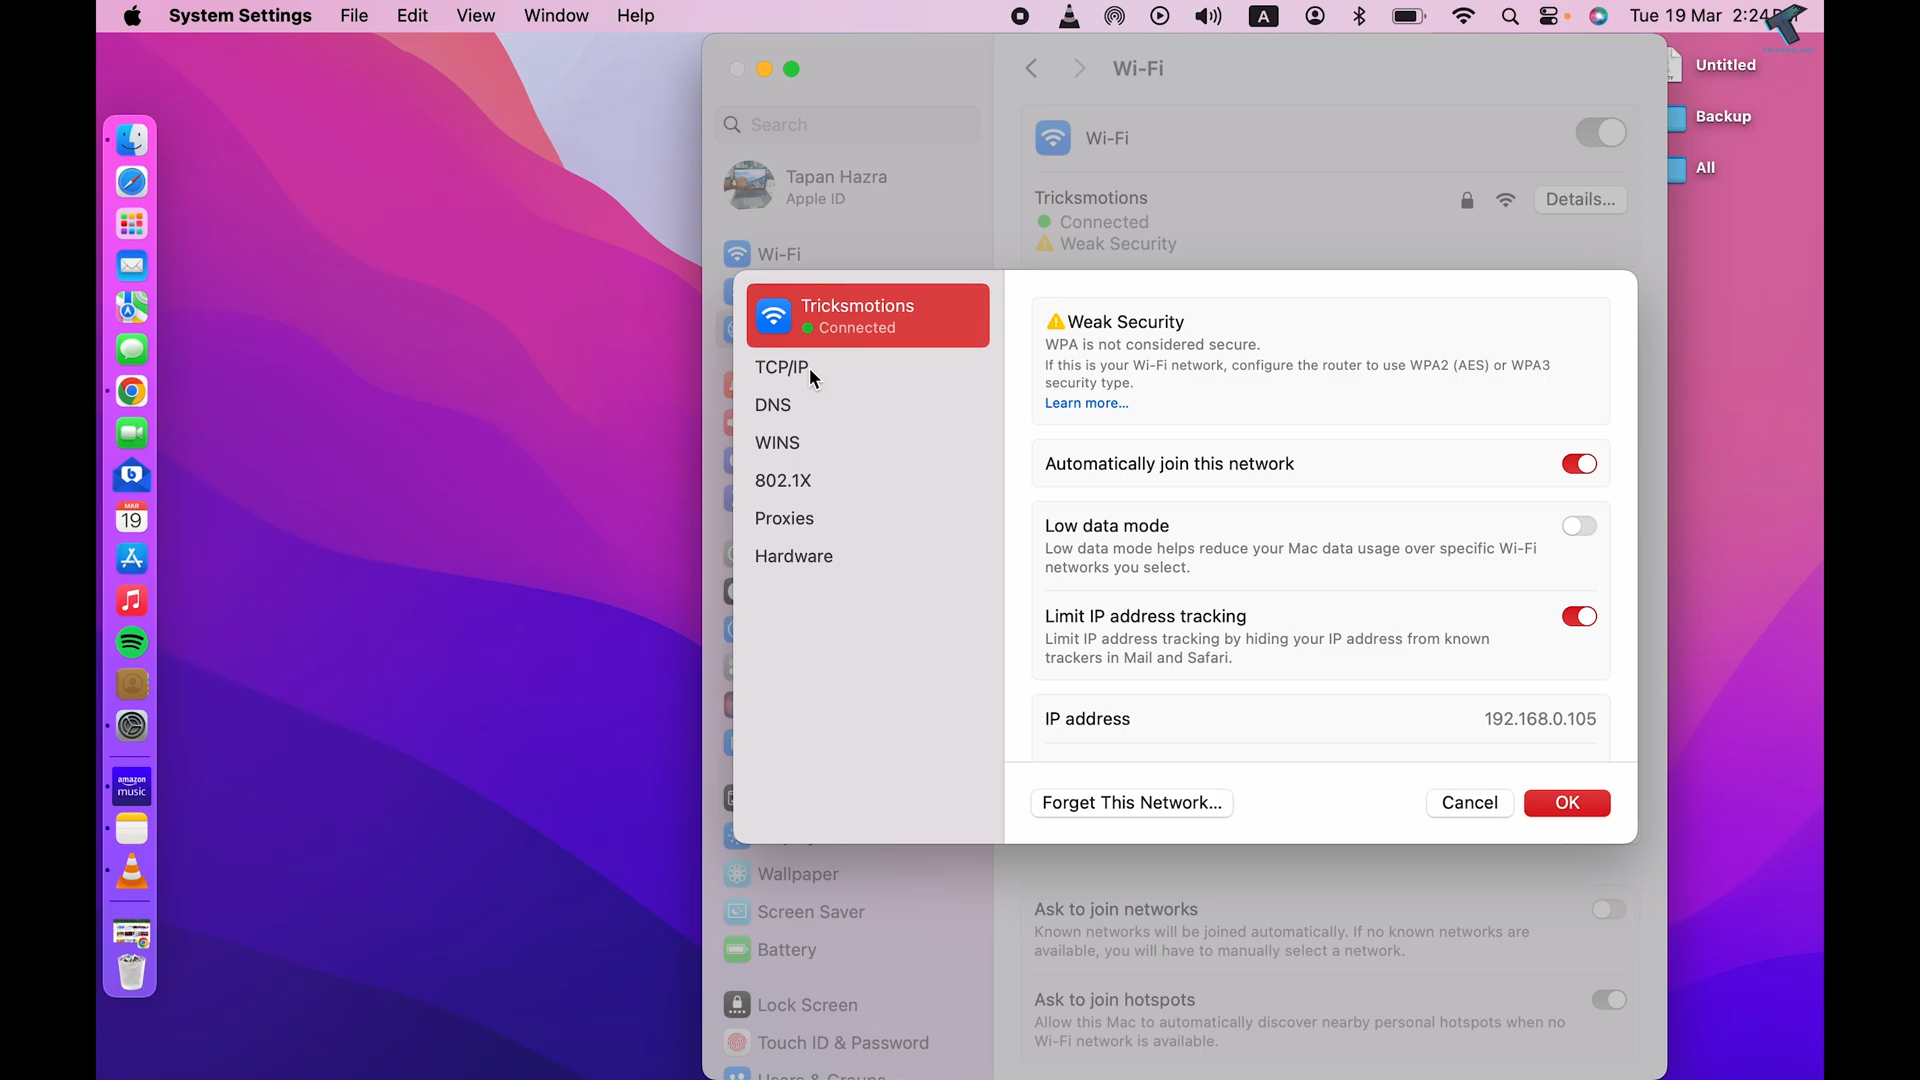 System Settings File Edit View Window Help
A
Tue 19 Mar 2:24
Untitled
Backup
All
MAR
19
amazon
music
Search
Tapan Hazra
Apple ID
Wi-Fi
Wallpaper
Screen Saver
Battery
Lock Screen
Touch ID & Password
Wi-Fi
Wi-Fi
Tricksmotions
Connected
Weak Security
Details...
Tricksmotions
Connected
TCP/IP
DNS
WINS
802.1X
Proxies
Hardware
Weak Security
WPA is not considered secure.
If this is your Wi-Fi network, configure the router to use WPA2 (AES) or WPA3
security type.
Learn more...
Automatically join this network
Low data mode
Low data mode helps reduce your Mac data usage over specific Wi-Fi
networks you select.
Limit IP address tracking
Limit IP address tracking by hiding your IP address from known
trackers in Mail and Safari.
IP address 192.168.0.105
Forget This Network...
Cancel
OK
Ask to join networks
Known networks will be joined automatically. If no known networks are
available, you will have to manually select a network.
Ask to join hotspots
Allow this Mac to automatically discover nearby personal hotspots when no
Wi-Fi network is available.